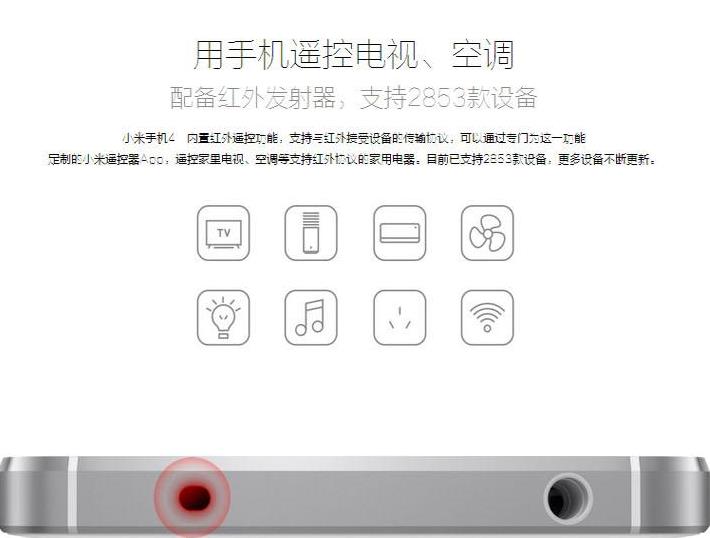 用手机遥控电视、空调
配备红外发射器，支持2853款设备
小米手机4 内置红外遥控功能，支持与红外接受设备的传输协议，可以通过专门为这一功能
定制的小米遥控器App，遥控家里电视、空调等支持红外协议的家用电器。目前已支持2853款设备，更多设备不断更新。
TV